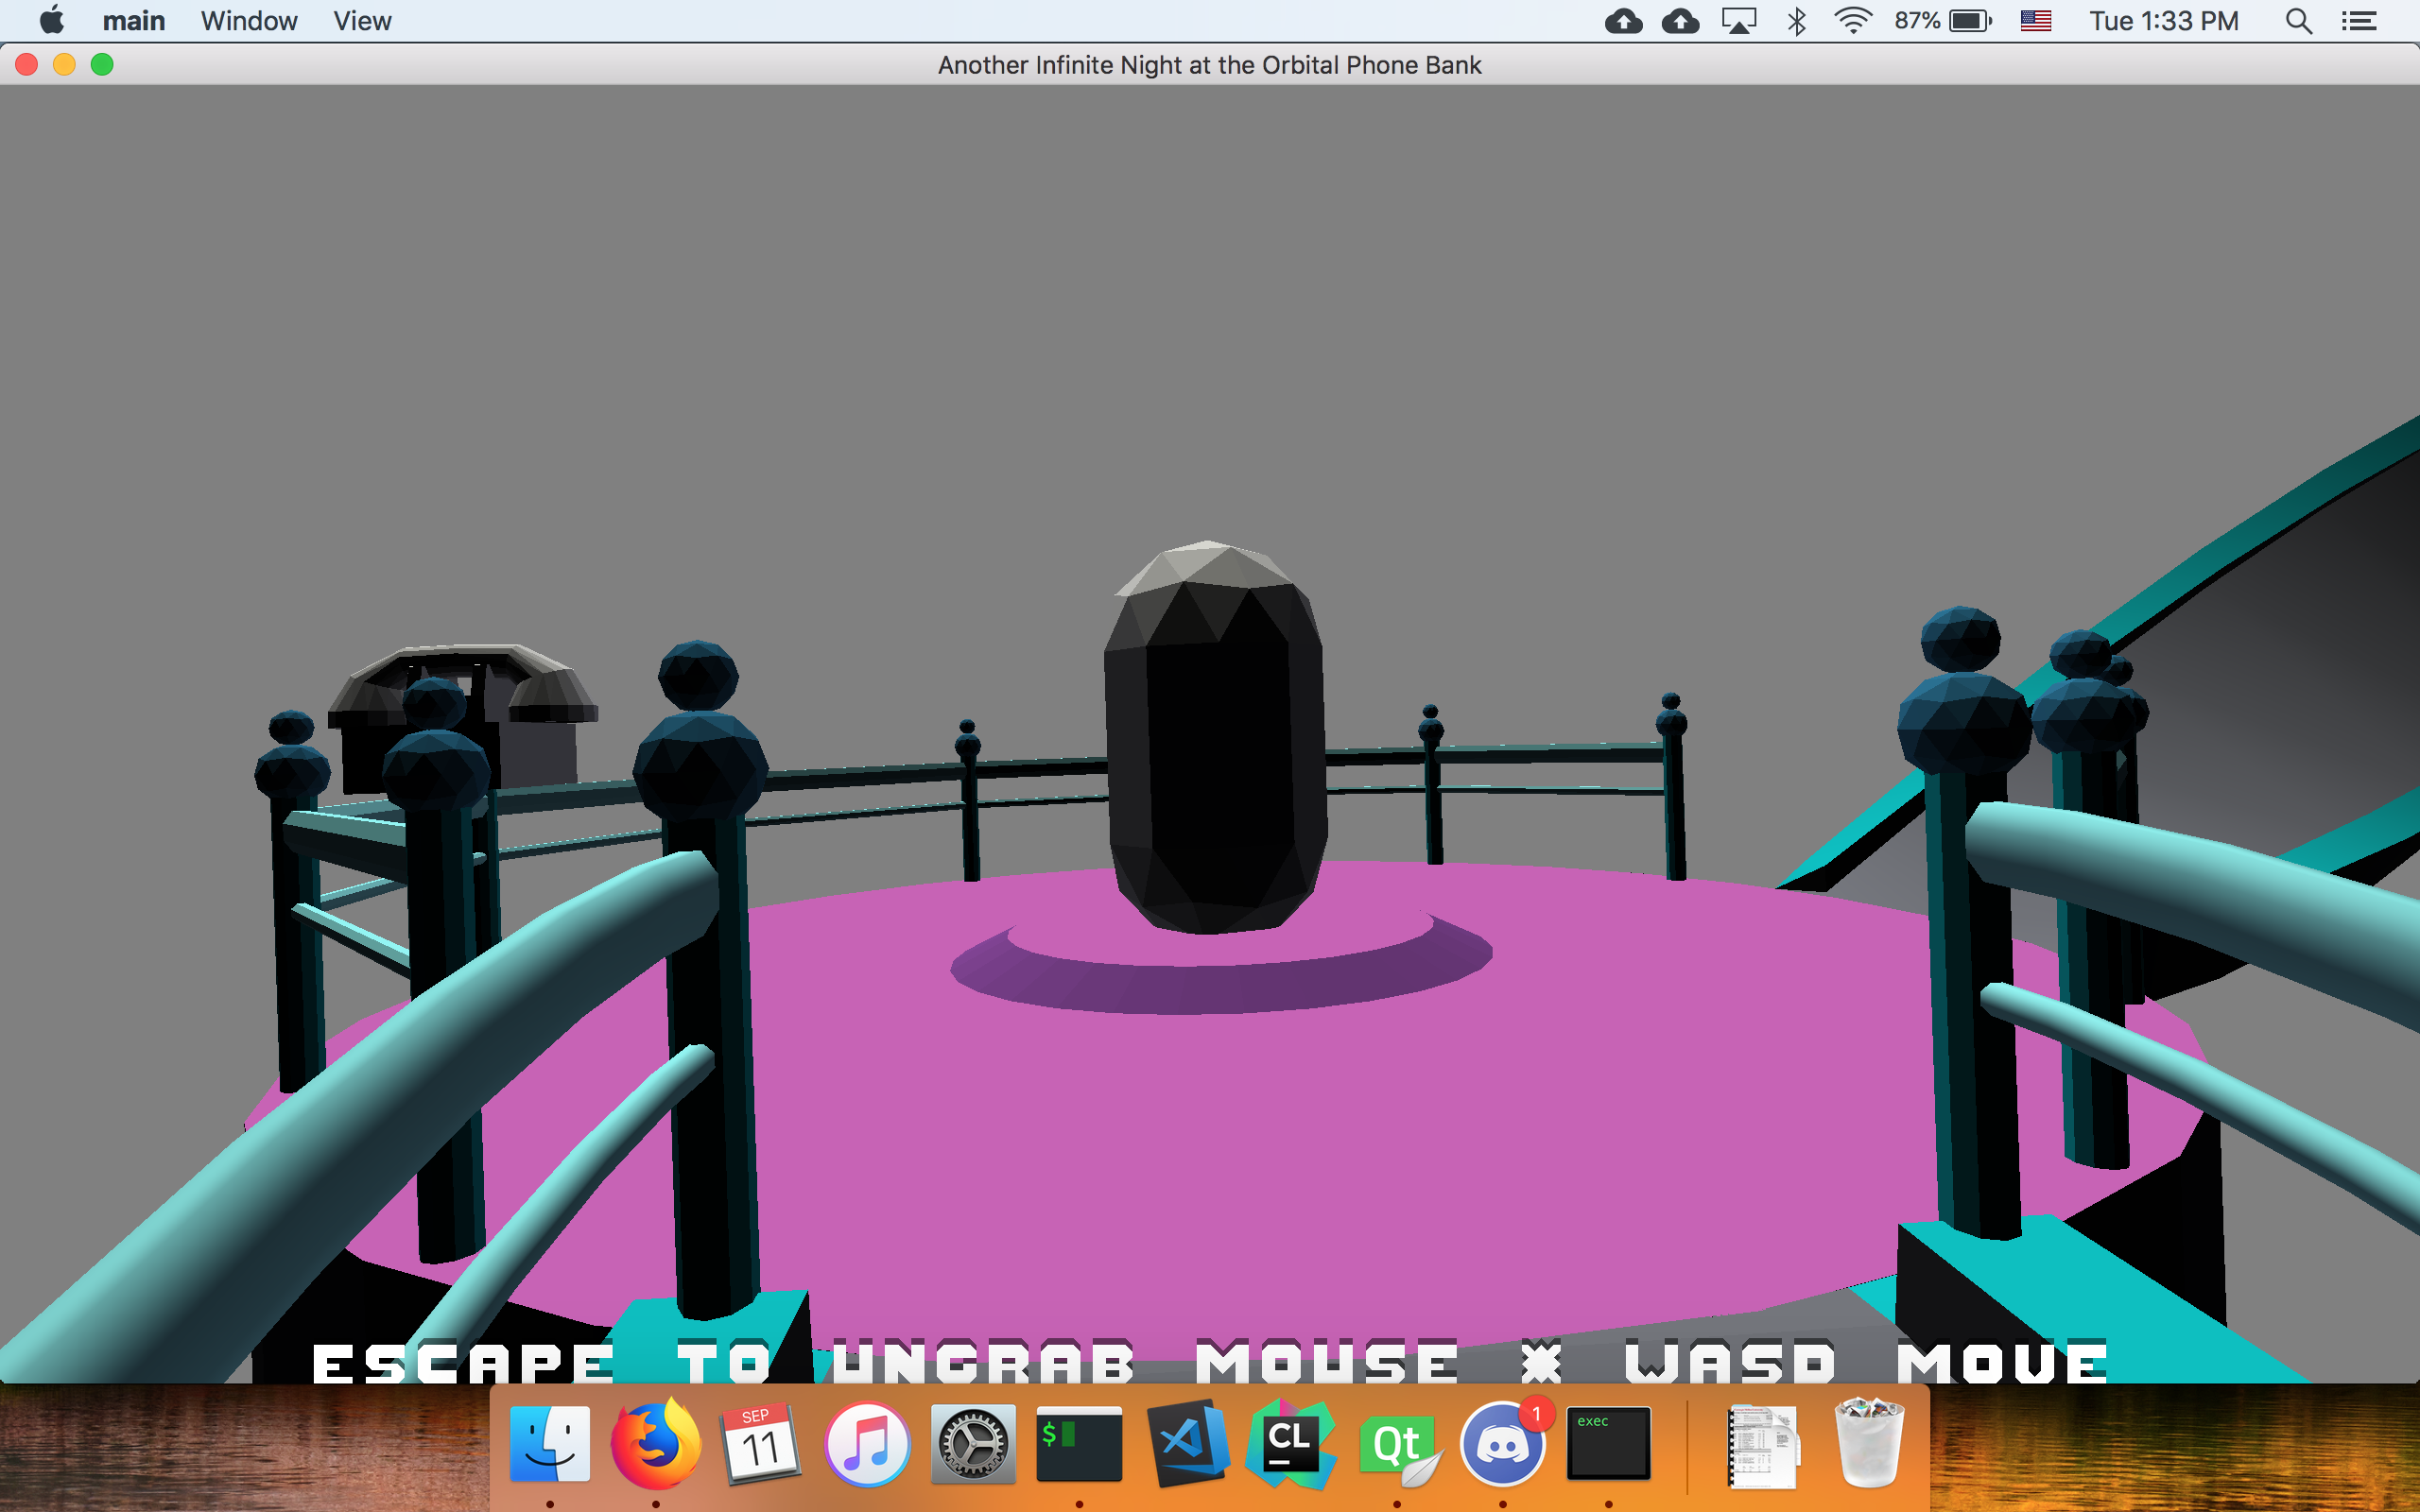 main Window View 87% Tue 1:33 PM
Another Infinite Night at the Orbital Phone Bank
ESCAPE TO UNGRAB MOUSE X WASD MOVE
SEP
11
$
CL
Qt
1
exec